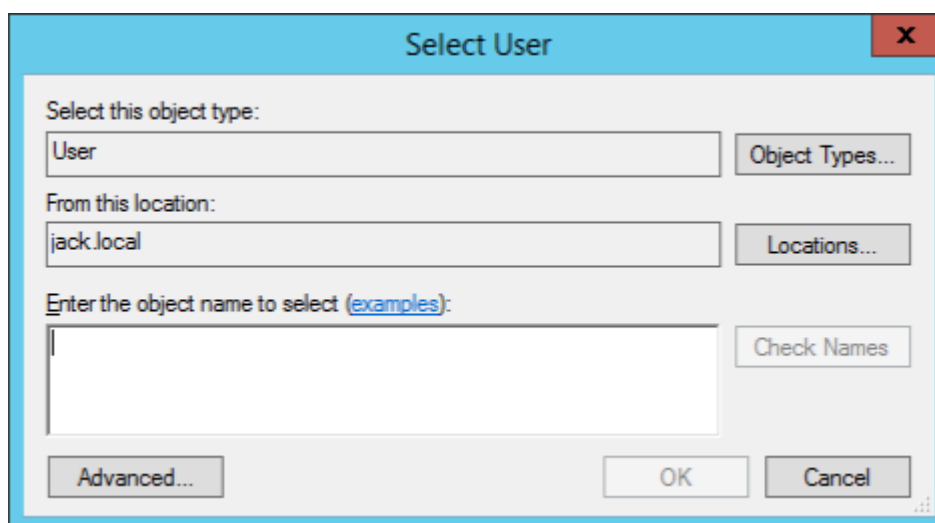 Select User
x
Select this object type:
User
Object Types...
From this location:
jack.local
Locations...
Enter the object name to select (examples):
Check Names
Advanced...
OK
Cancel